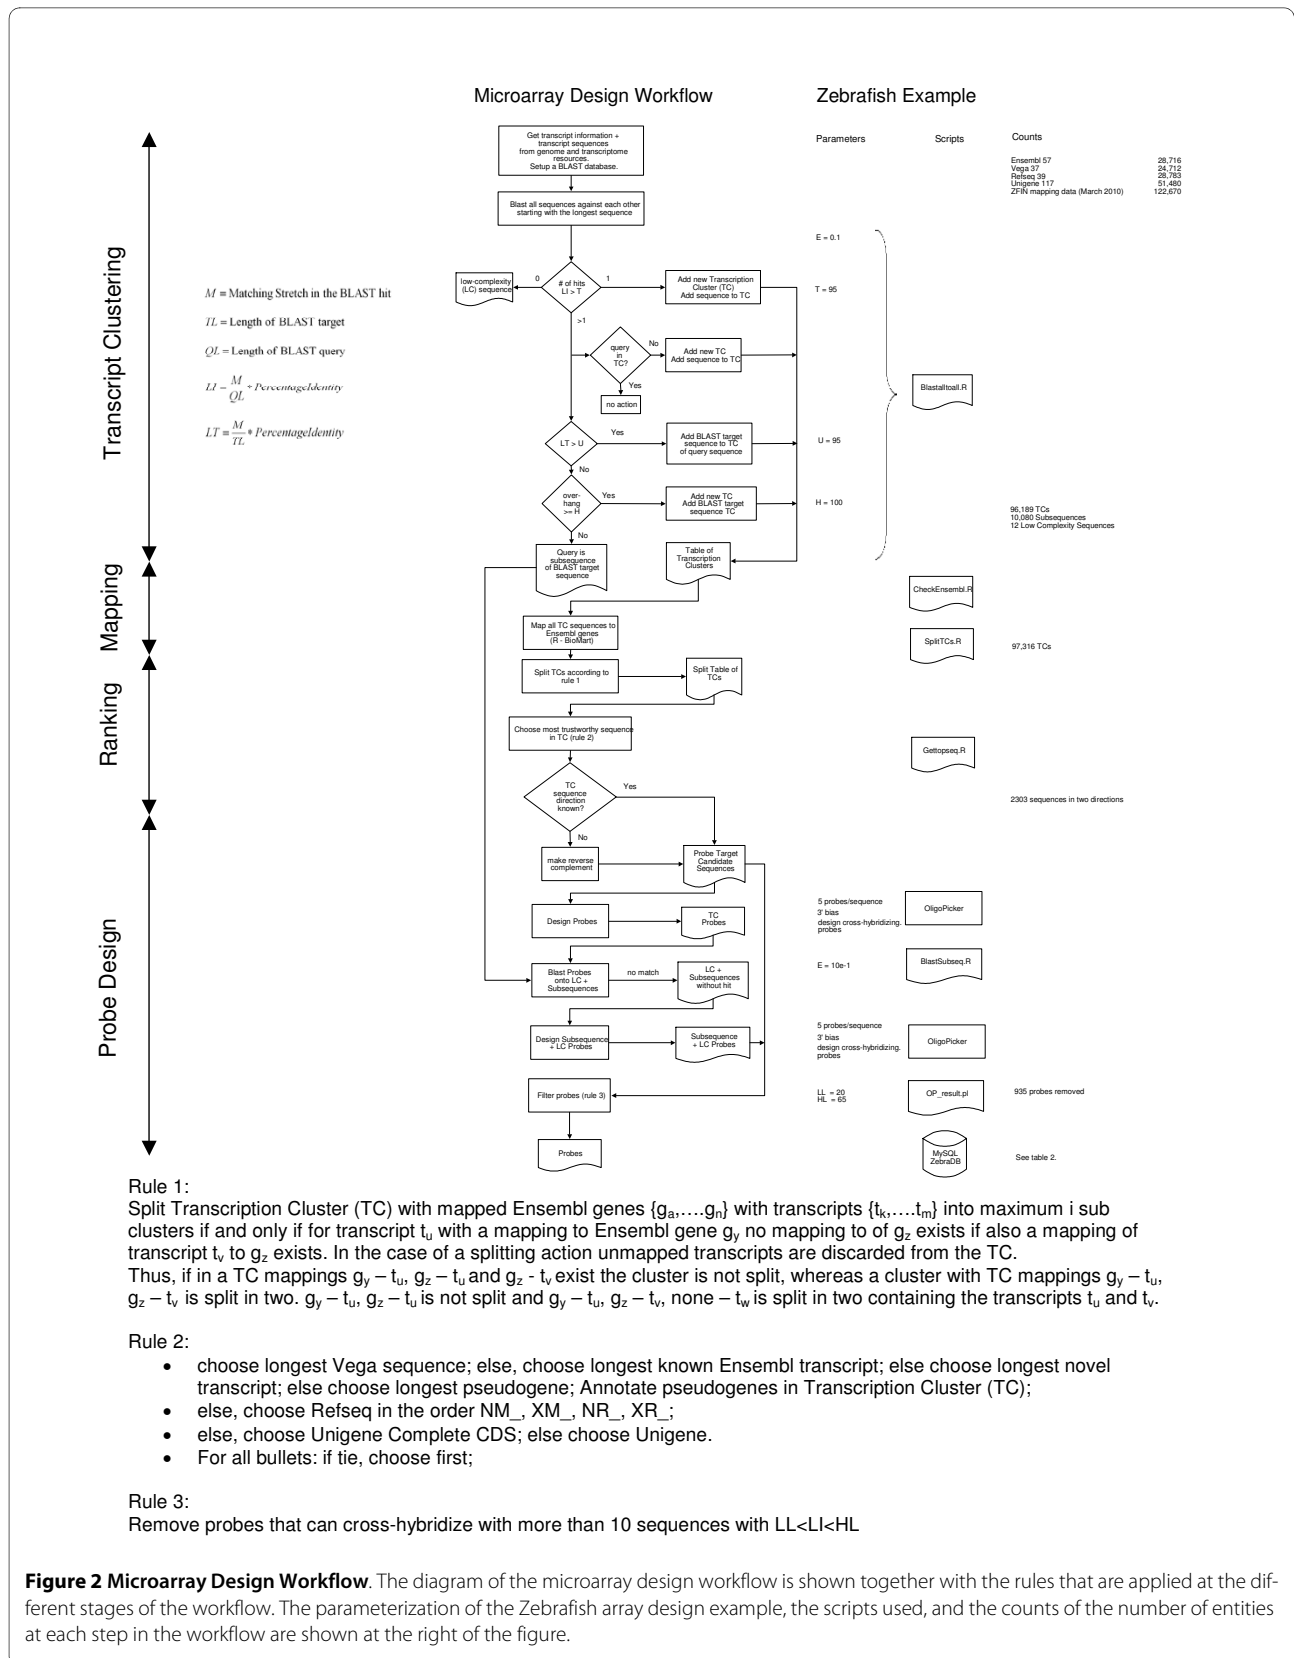 Microarray Design Workflow
Zebrafish Example
Parameters
Scripts
Counts
Get transcript information +
transcript sequences
from genome and transcriptome
resources.
Setup a BLAST database.
Ensembl 57 28,716
Vega 37 24,712
Refseq 39 28,783
Unigene 117 51,480
ZFIN mapping data (March 2010) 122,670
Blast all sequences against each other
starting with the longest sequence
E = 0.1
Transcript Clustering
M = Matching Stretch in the BLAST hit
TL = Length of BLAST target
QL = Length of BLAST query
LI = M/QL * PercentageIdentity
LT = M/TL * PercentageIdentity
low-complexity
(LC) sequence
0
# of hits
LI > T
1
>1
Add new Transcription
Cluster (TC)
Add sequence to TC
T = 95
query
in
TC?
No
Add new TC
Add sequence to TC
Yes
no action
Blastalltoall.R
LT > U
Yes
Add BLAST target
sequence to TC
of query sequence
U = 95
No
over-
hang
>= H
Yes
Add new TC
Add BLAST target
sequence TC
H = 100
96,189 TCs
10,080 Subsequences
12 Low Complexity Sequences
No
Query is
subsequence
of BLAST target
sequence
Table of
Transcription
Clusters
Mapping
CheckEnsembl.R
Map all TC sequences to
Ensembl genes
(R - BioMart)
SplitTCs.R
97,316 TCs
Ranking
Split TCs according to
rule 1
Split Table of
TCs
Choose most trustworthy sequence
in TC (rule 2)
Gettopseq.R
TC
sequence
direction
known?
Yes
2303 sequences in two directions
No
Probe Design
make reverse
complement
Probe Target
Candidate
Sequences
Design Probes
TC
Probes
5 probes/sequence
3' bias
design cross-hybridizing.
probes
OligoPicker
Blast Probes
onto LC +
Subsequences
no match
LC +
Subsequences
without hit
E = 10e-1
BlastSubseq.R
Design Subsequence
+ LC Probes
Subsequence
+ LC Probes
5 probes/sequence
3' bias
design cross-hybridizing.
probes
OligoPicker
Filter probes (rule 3)
LL = 20
HL = 65
OP_result.pl
935 probes removed
Probes
MySQL
ZebraDB
See table 2.
Rule 1:
Split Transcription Cluster (TC) with mapped Ensembl genes {ga,....gn} with transcripts {tk,....tm} into maximum i sub
clusters if and only if for transcript tu with a mapping to Ensembl gene gy no mapping to of gz exists if also a mapping of
transcript tv to gz exists. In the case of a splitting action unmapped transcripts are discarded from the TC.
Thus, if in a TC mappings gy – tu, gz – tu and gz - tv exist the cluster is not split, whereas a cluster with TC mappings gy – tu,
gz – tv is split in two. gy – tu, gz – tu is not split and gy – tu, gz – tv, none – tw is split in two containing the transcripts tu and tv.
Rule 2:
• choose longest Vega sequence; else, choose longest known Ensembl transcript; else choose longest novel
transcript; else choose longest pseudogene; Annotate pseudogenes in Transcription Cluster (TC);
• else, choose Refseq in the order NM_, XM_, NR_, XR_;
• else, choose Unigene Complete CDS; else choose Unigene.
• For all bullets: if tie, choose first;
Rule 3:
Remove probes that can cross-hybridize with more than 10 sequences with LL<LI<HL
Figure 2 Microarray Design Workflow. The diagram of the microarray design workflow is shown together with the rules that are applied at the dif-
ferent stages of the workflow. The parameterization of the Zebrafish array design example, the scripts used, and the counts of the number of entities
at each step in the workflow are shown at the right of the figure.